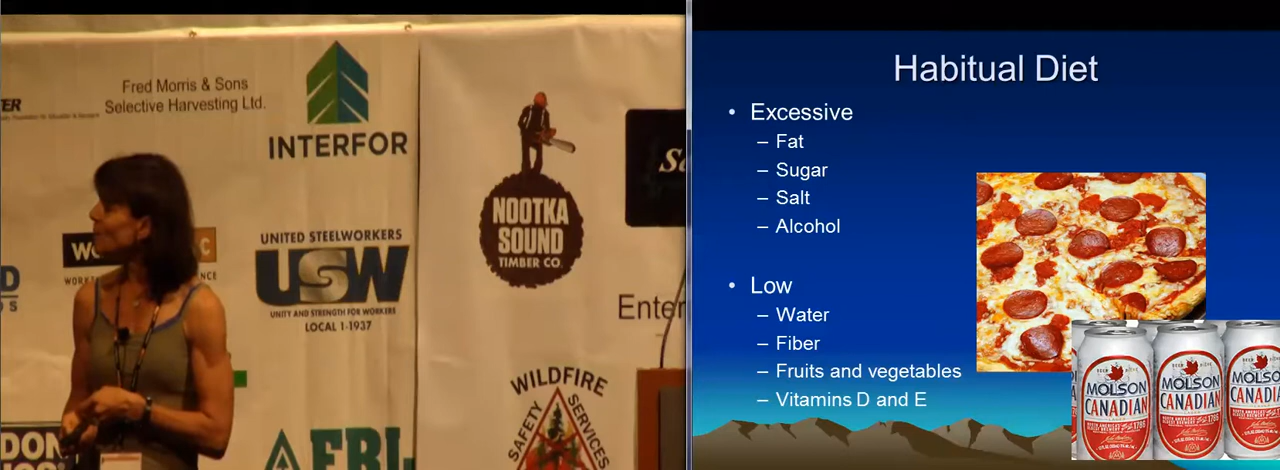 Fred Morris & Sons
Selective Harvesting Ltd.
INTERFOR
NOOTKA
SOUND
TIMBER CO.
UNITED STEELWORKERS
USW
UNITY AND STRENGTH FOR WORKERS
LOCAL 1-1937
Enter
WILDFIRE
SAFETY
SERVICES
Habitual Diet
• Excessive
– Fat
– Sugar
– Salt
– Alcohol
• Low
– Water
– Fiber
– Fruits and vegetables
– Vitamins D and E
MOLSON
CANADIAN
MOLSON
CANADIAN
MOLSON
CANADIAN